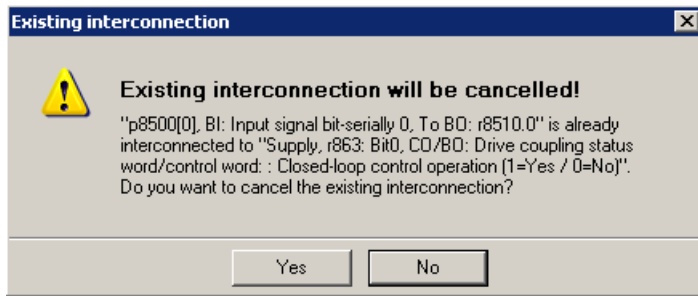 Existing interconnection
Existing interconnection will be cancelled!
"p8500[0], BI: Input signal bit-serially 0, To BO: r8510.0" is already
interconnected to "Supply, r863: Bit0, CO/BO: Drive coupling status
word/control word: : Closed-loop control operation (1=Yes / 0=No)".
Do you want to cancel the existing interconnection?
Yes
No